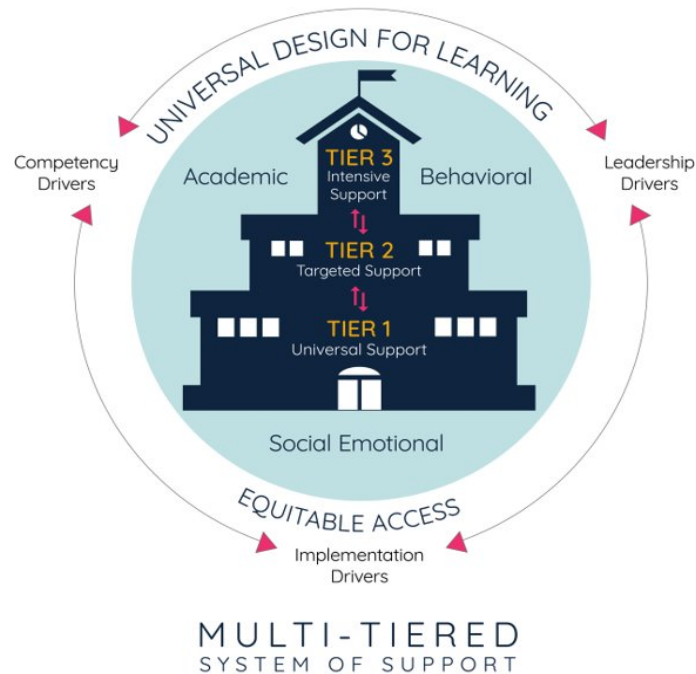 UNIVERSAL DESIGN FOR LEARNING
Competency
Drivers
Leadership
Drivers
Academic
Behavioral
TIER 3
Intensive
Support
TIER 2
Targeted Support
TIER 1
Universal Support
Social Emotional
EQUITABLE ACCESS
Implementation
Drivers
MULTI-TIERED
SYSTEM OF SUPPORT